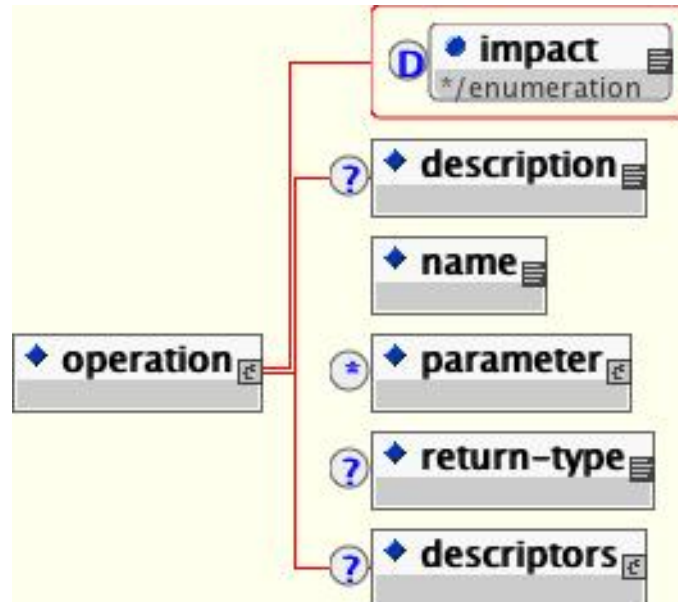 D
impact
*/enumeration
?
description
name
operation
*
parameter
?
return-type
?
descriptors